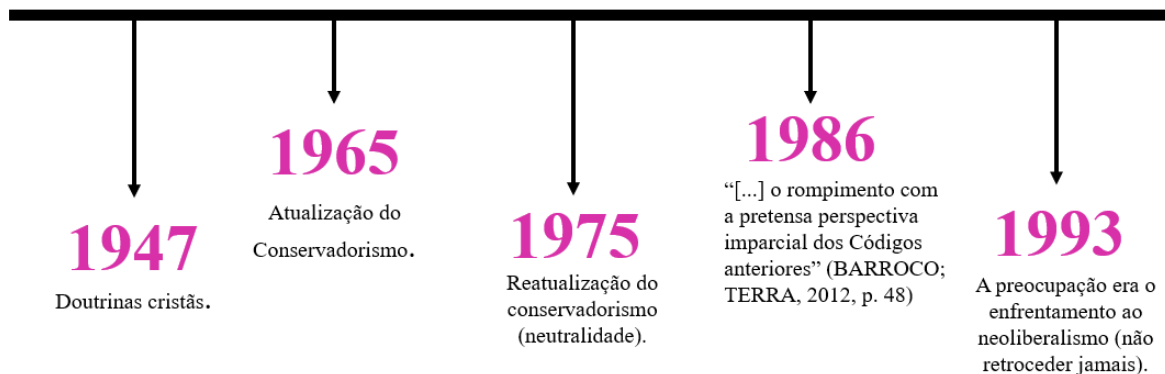 1947
Doutrinas cristãs.
1965
Atualização do
Conservadorismo.
1975
Reatualização do
conservadorismo
(neutralidade).
1986
“[...] o rompimento com
a pretensa perspectiva
imparcial dos Códigos
anteriores” (BARROCO;
TERRA, 2012, p. 48)
1993
A preocupação era o
enfrentamento ao
neoliberalismo (não
retroceder jamais).